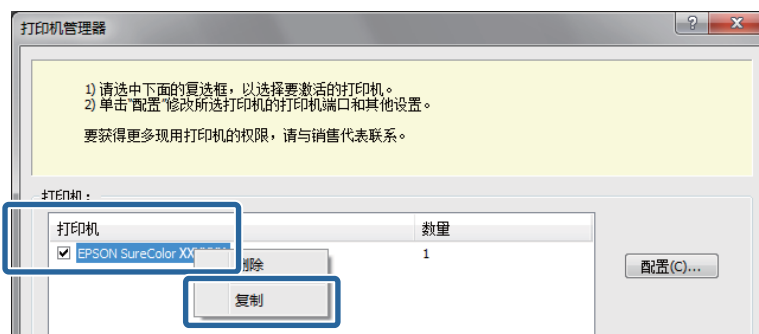 打印机管理器
1) 请选中下面的复选框，以选择要激活的打印机。
2) 单击"配置"修改所选打印机的打印机端口和其他设置。
要获得更多现用打印机的权限，请与销售代表联系。
打印机：
打印机 数量
EPSON SureColor 1
删除
配置(C)...
复制